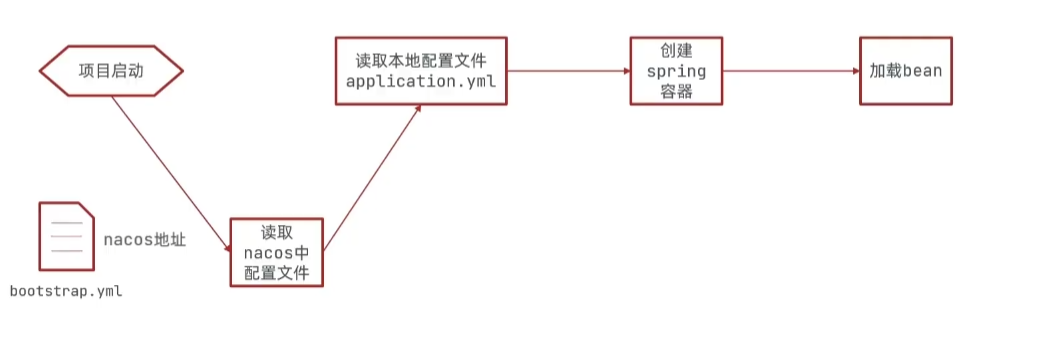 项目启动
读取本地配置文件
application.yml
创建
spring
容器
加载bean
nacos地址
bootstrap.yml
读取
nacos中
配置文件